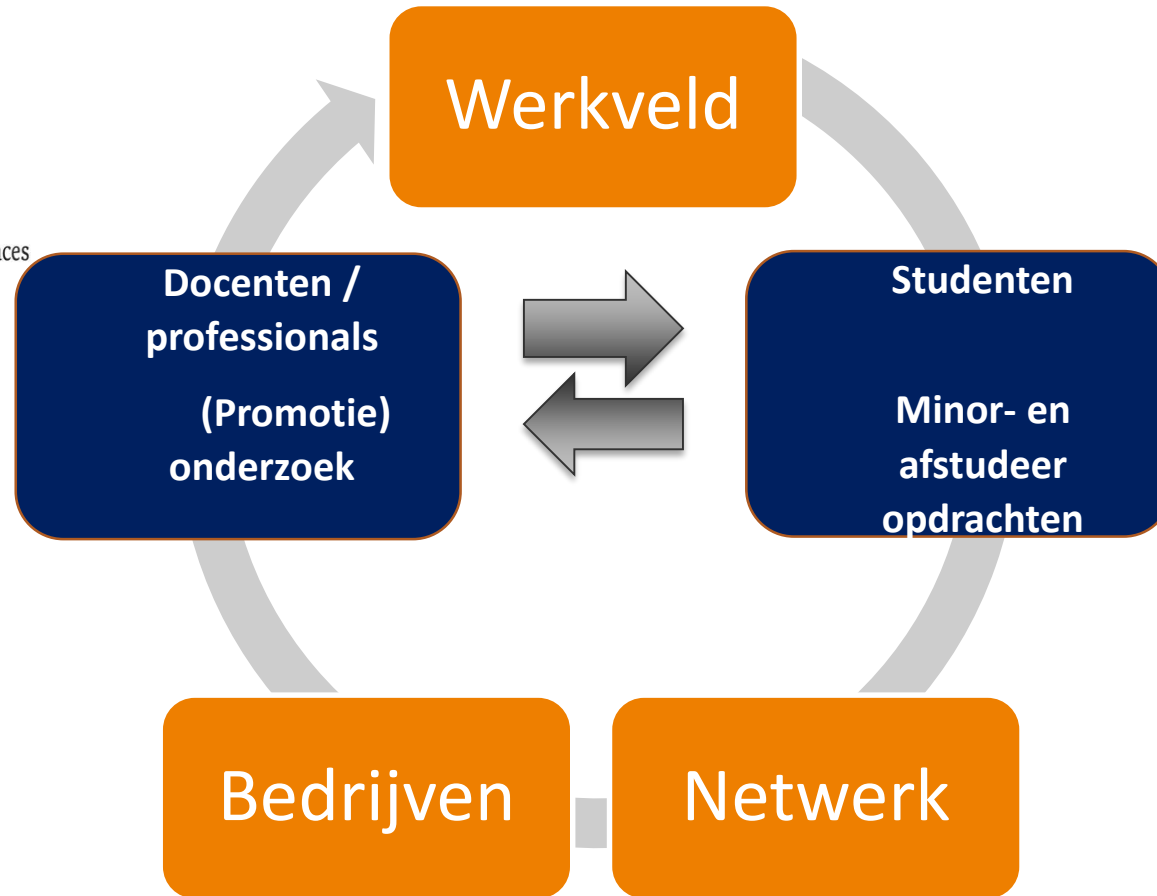 Werkveld
Docenten /
professionals
(Promotie)
onderzoek
Studenten
Minor- en
afstudeer
opdrachten
Bedrijven
Netwerk